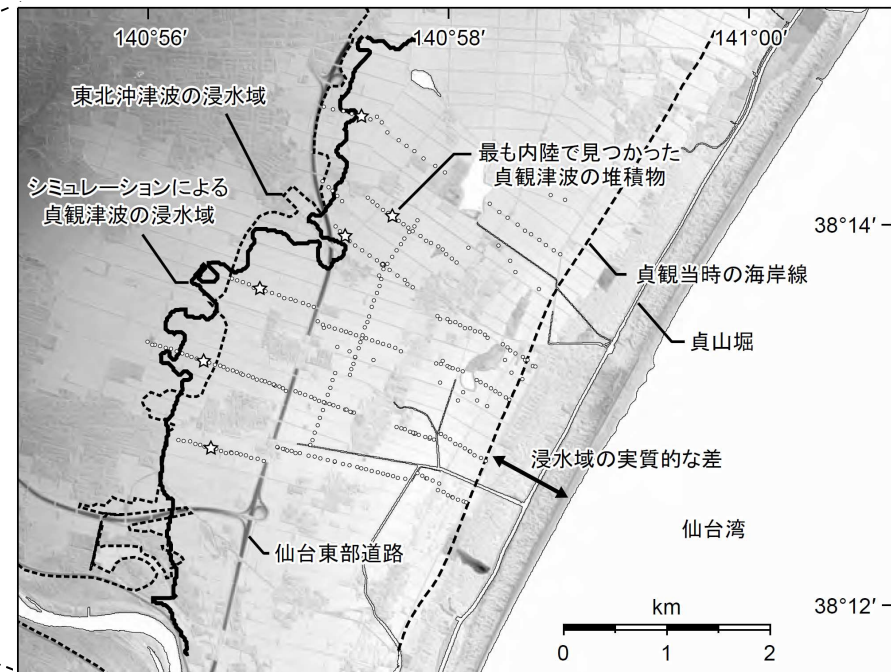 140°56′
140°58′
141°00′
東北沖津波の浸水域
最も内陸で見つかった
貞観津波の堆積物
シミュレーションによる
貞観津波の浸水域
38°14′
貞観当時の海岸線
貞山堀
浸水域の実質的な差
仙台湾
仙台東部道路
38°12′
km
0 1 2